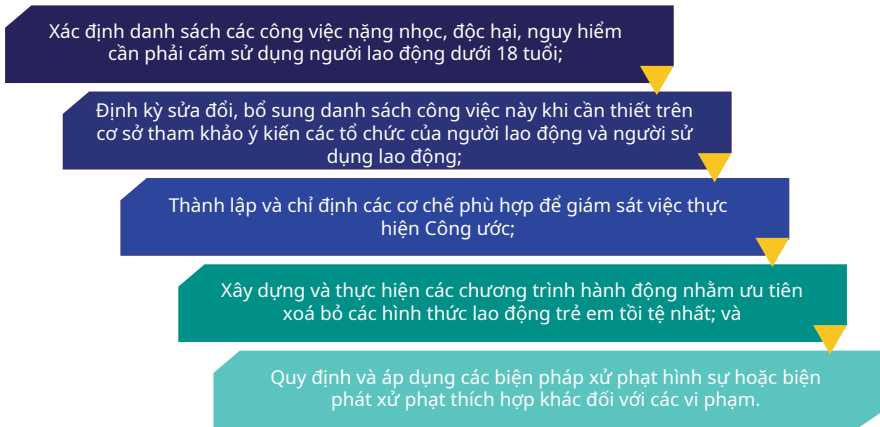 Xác định danh sách các công việc nặng nhọc, độc hại, nguy hiểm
cần phải cấm sử dụng người lao động dưới 18 tuổi;
Định kỳ sửa đổi, bổ sung danh sách công việc này khi cần thiết trên
cơ sở tham khảo ý kiến các tổ chức của người lao động và người sử
dụng lao động;
Thành lập và chỉ định các cơ chế phù hợp để giám sát việc thực
hiện Công ước;
Xây dựng và thực hiện các chương trình hành động nhằm ưu tiên
xoá bỏ các hình thức lao động trẻ em tồi tệ nhất; và
Quy định và áp dụng các biện pháp xử phạt hình sự hoặc biện
phát xử phạt thích hợp khác đối với các vi phạm.